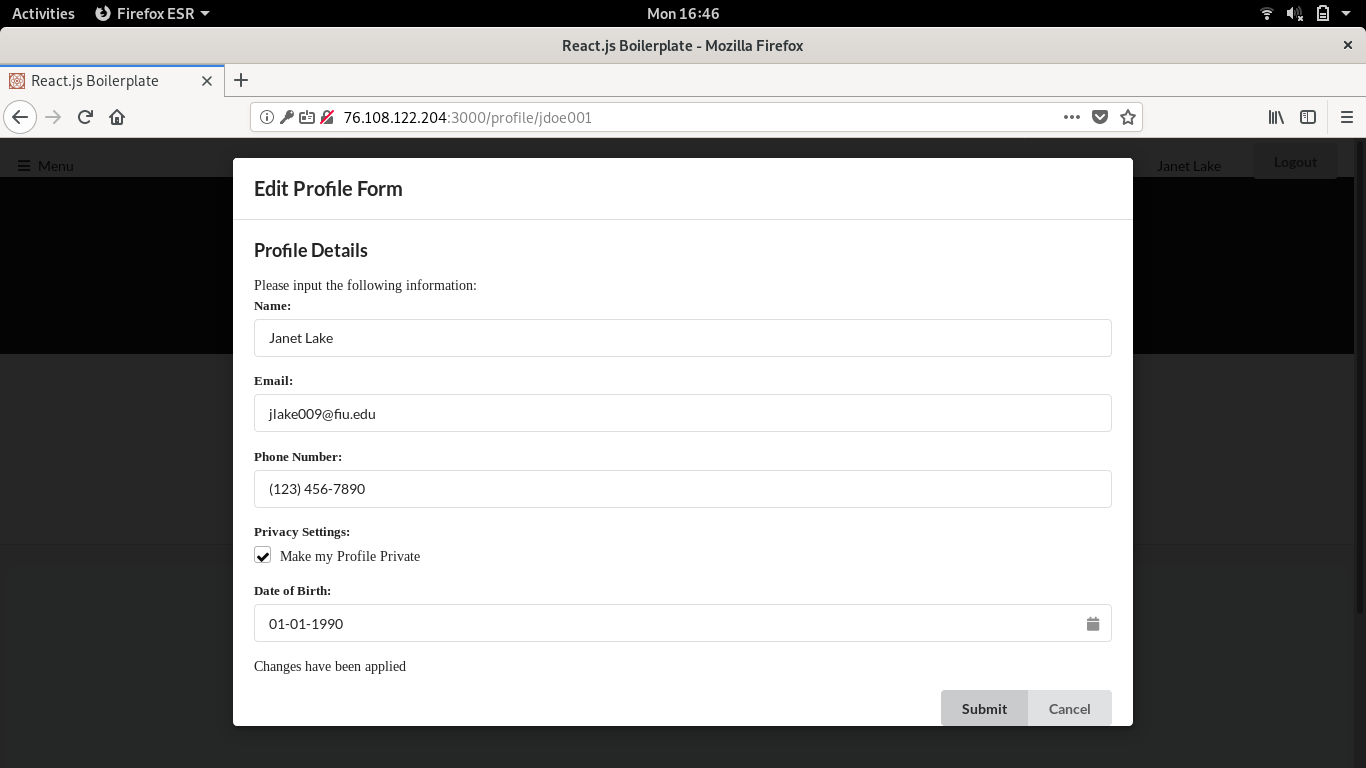 Activities Firefox ESR Mon 16:46
React.js Boilerplate - Mozilla Firefox
React.js Boilerplate
76.108.122.204:3000/profile/jdoe001
Menu Janet Lake Logout
Edit Profile Form
Profile Details
Please input the following information:
Name:
Janet Lake
Email:
jlake009@fiu.edu
Phone Number:
(123) 456-7890
Privacy Settings:
Make my Profile Private
Date of Birth:
01-01-1990
Changes have been applied
Submit Cancel